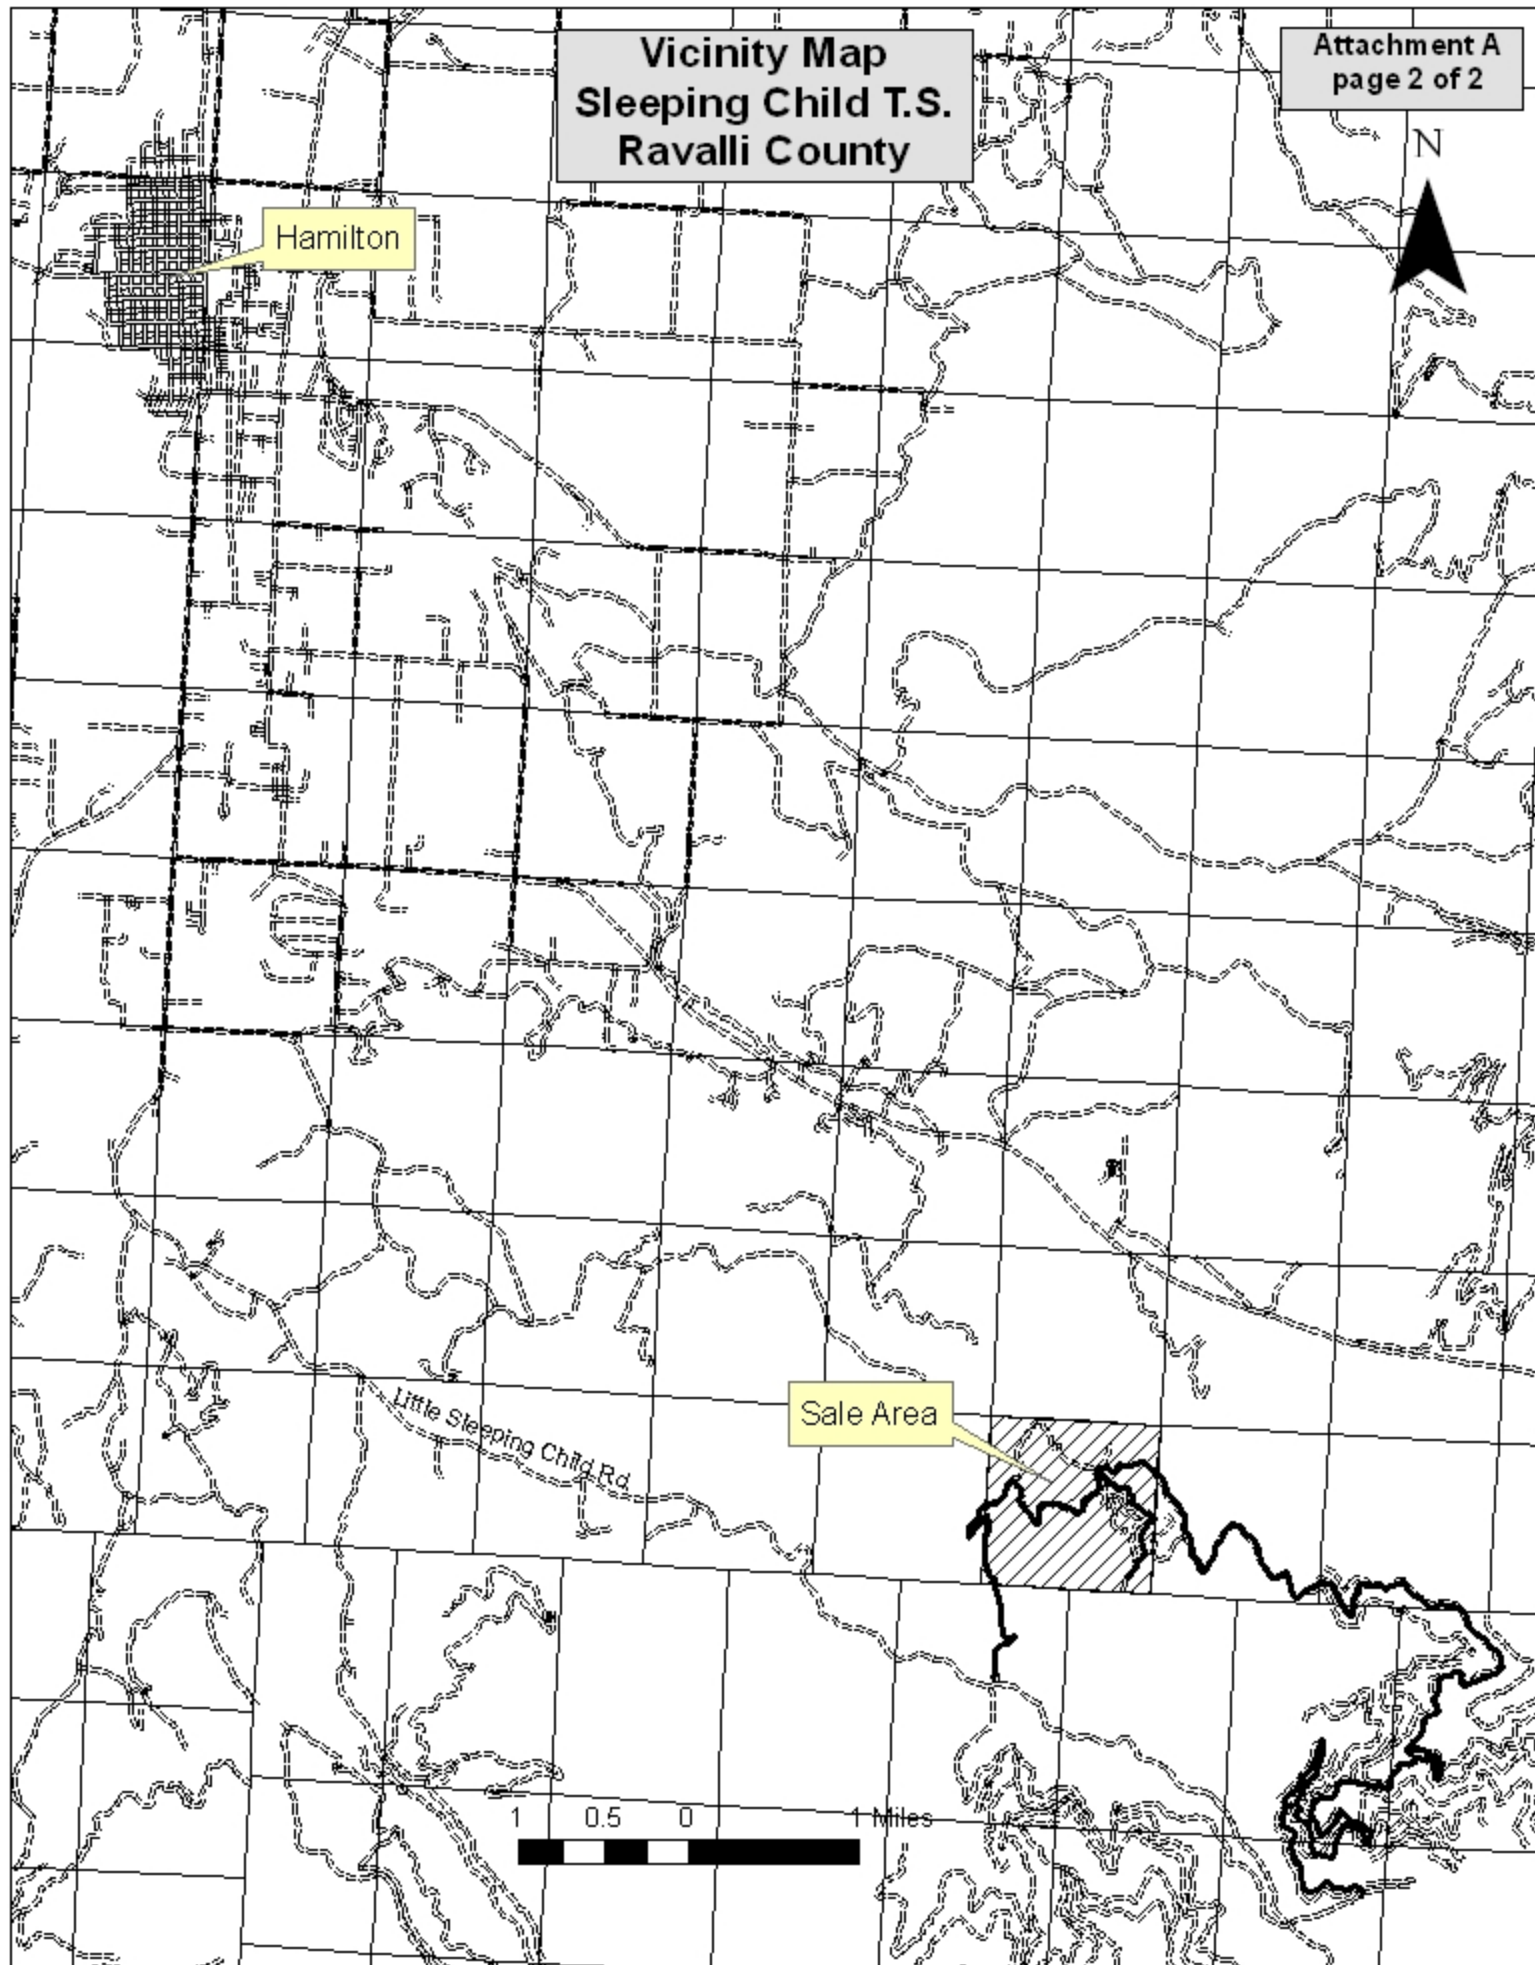 Vicinity Map
Sleeping Child T.S.
Ravalli County
Attachment A
page 2 of 2
N
Hamilton
Little Sleeping Child Rd
Sale Area
1 0.5 0 1 Miles